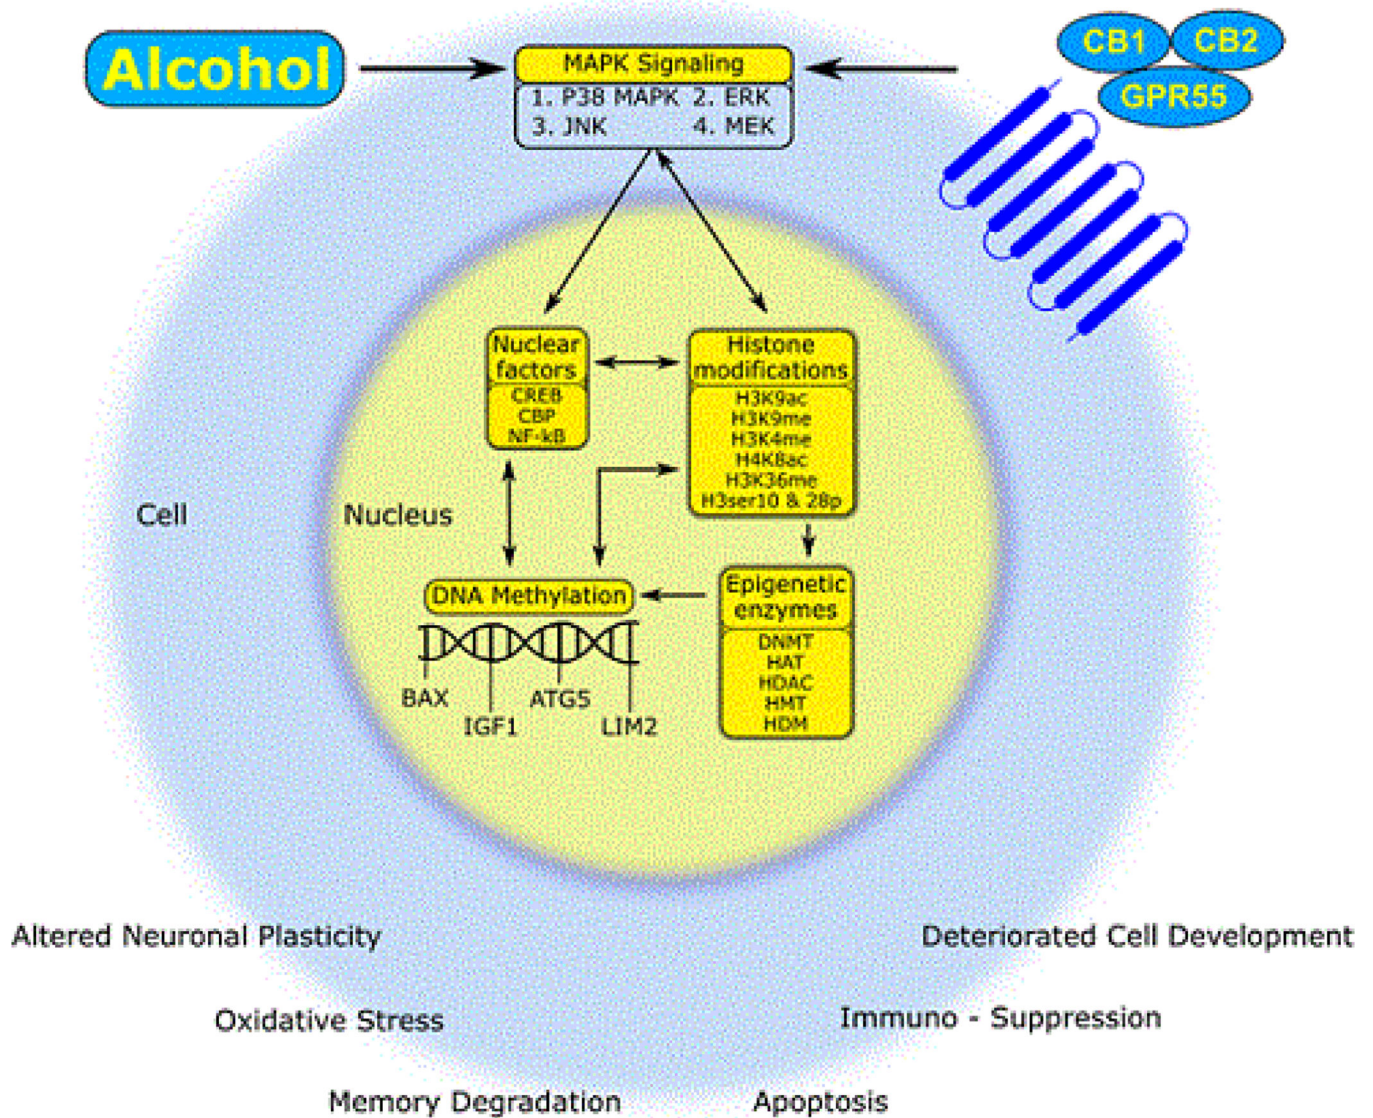 Alcohol
MAPK Signaling
1. P38 MAPK 2. ERK
3. JNK 4. MEK
CB1
CB2
GPR55
Nuclear
factors
CREB
CBP
NF-kB
Histone
modifications
H3K9ac
H3K9me
H3K4me
H4K8ac
H3K36me
H3ser10 & 28p
Cell
Nucleus
DNA Methylation
Epigenetic
enzymes
DNMT
HAT
HDAC
HMT
HDM
BAX
IGF1
ATG5
LIM2
Altered Neuronal Plasticity
Deteriorated Cell Development
Oxidative Stress
Immuno - Suppression
Memory Degradation
Apoptosis